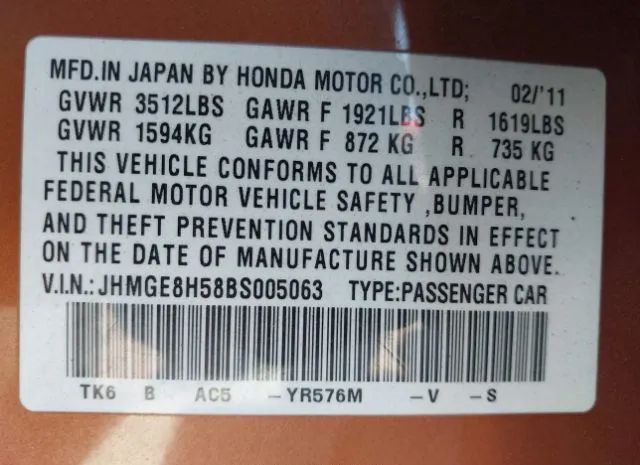 MFD.IN JAPAN BY HONDA MOTOR CO.,LTD; 02/'11
GVWR 3512LBS GAWR F 1921LBS R 1619LBS
GVWR 1594KG GAWR F 872 KG R 735 KG
THIS VEHICLE CONFORMS TO ALL APPLICABLE
FEDERAL MOTOR VEHICLE SAFETY ,BUMPER,
AND THEFT PREVENTION STANDARDS IN EFFECT
ON THE DATE OF MANUFACTURE SHOWN ABOVE.
V.I.N.:JHMGE8H58BS005063 TYPE:PASSENGER CAR
TK6 B AC5 -YR576M -V -S